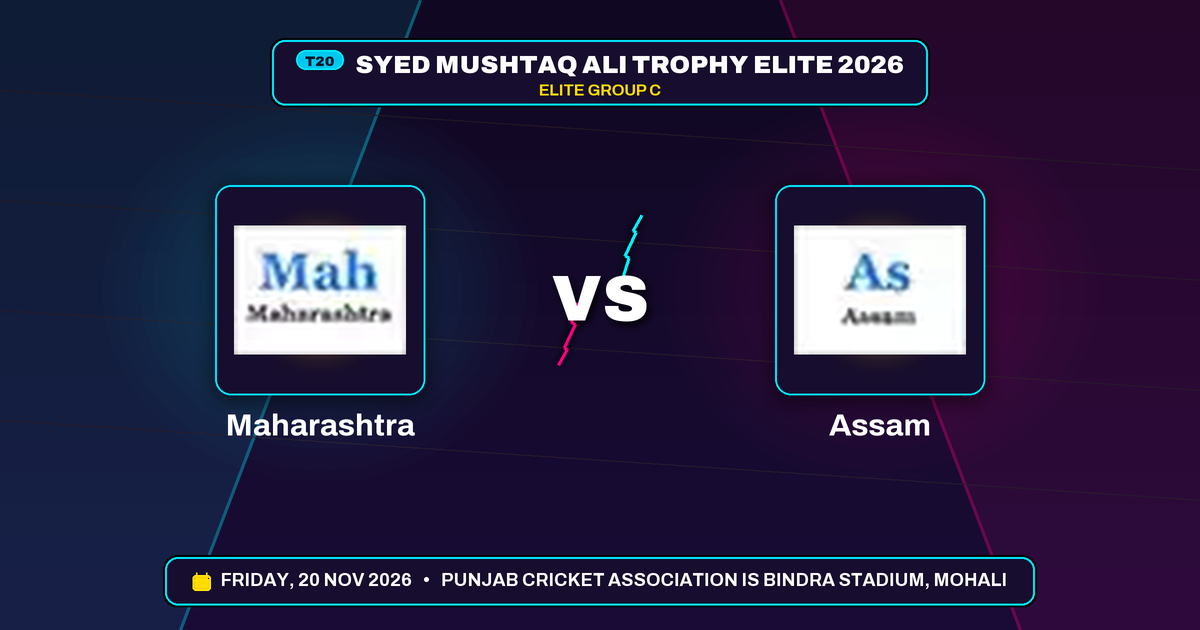 T20 SYED MUSHTAQ ALI TROPHY ELITE 2026
ELITE GROUP C
Mah
Maharashtra
As
Assam
VS
Maharashtra
Assam
FRIDAY, 20 NOV 2026 • PUNJAB CRICKET ASSOCIATION IS BINDRA STADIUM, MOHALI